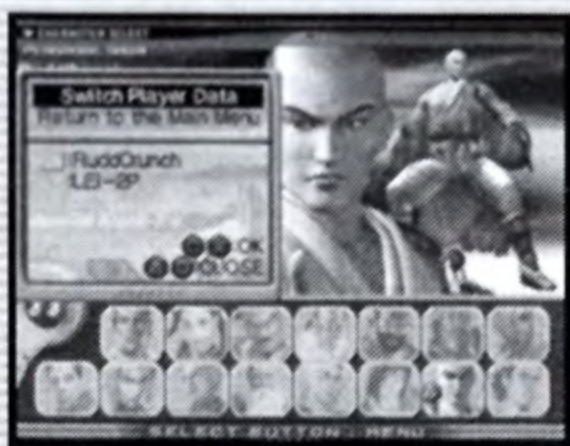 CHARACTER SELECT
Switch Player Data
Return to the Main Menu
RuddCrunch
LEI-2P
OK
CLOSE
SELECT BUTTON : MENU